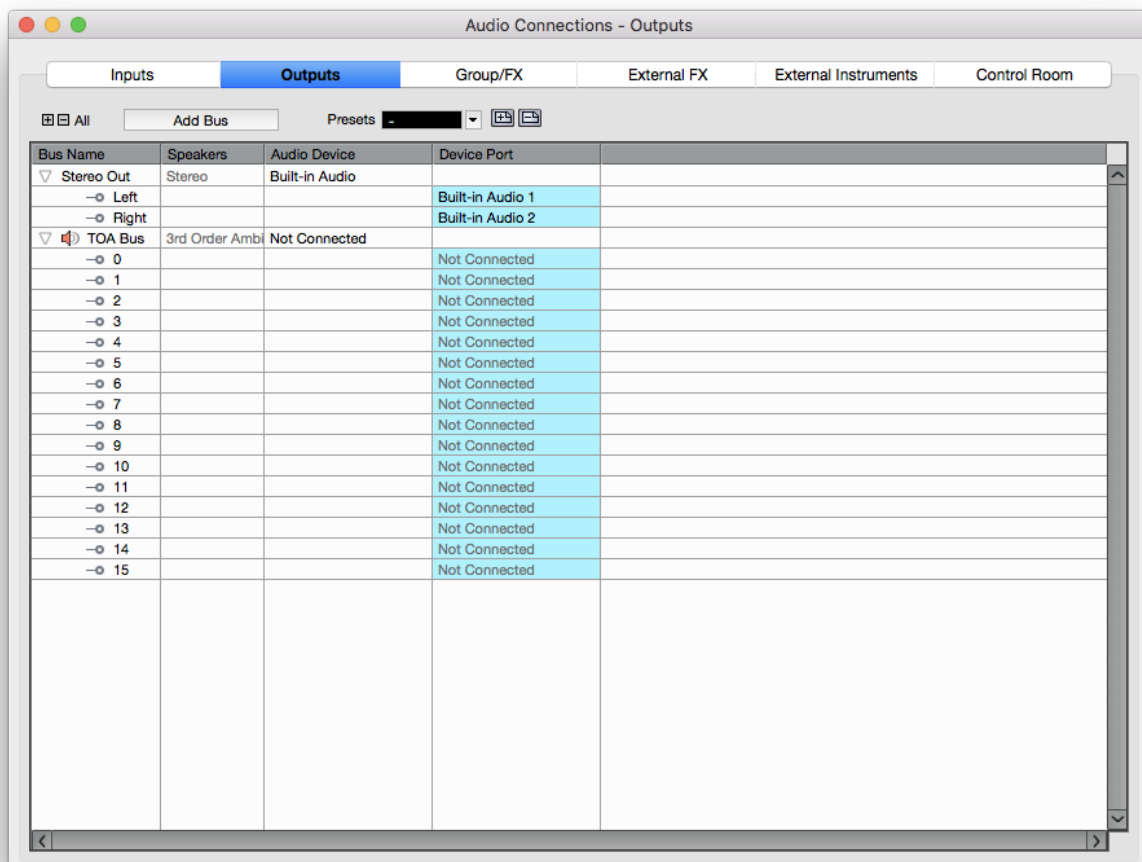 Audio Connections - Outputs
Inputs Outputs Group/FX External FX External Instruments Control Room
All Add Bus Presets -
Bus Name Speakers Audio Device Device Port
Stereo Out Stereo Built-in Audio
Left Built-in Audio 1
Right Built-in Audio 2
TOA Bus 3rd Order Ambi Not Connected
0 Not Connected
1 Not Connected
2 Not Connected
3 Not Connected
4 Not Connected
5 Not Connected
6 Not Connected
7 Not Connected
8 Not Connected
9 Not Connected
10 Not Connected
11 Not Connected
12 Not Connected
13 Not Connected
14 Not Connected
15 Not Connected